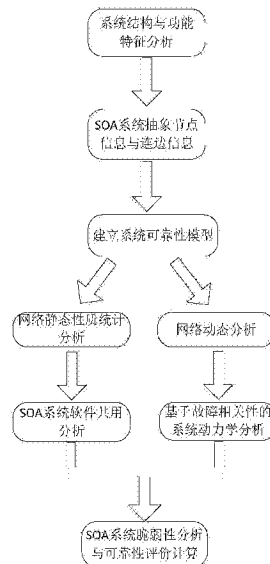 系统结构与功能
特征分析
SOA系统抽象节点
信息与连边信息
建立系统可靠性模型
网络静态性质统计
分析
网络动态分析
SOA系统软件共用
分析
基于故障相关性的
系统动力学分析
SOA系统脆弱性分析
与可靠性评价计算